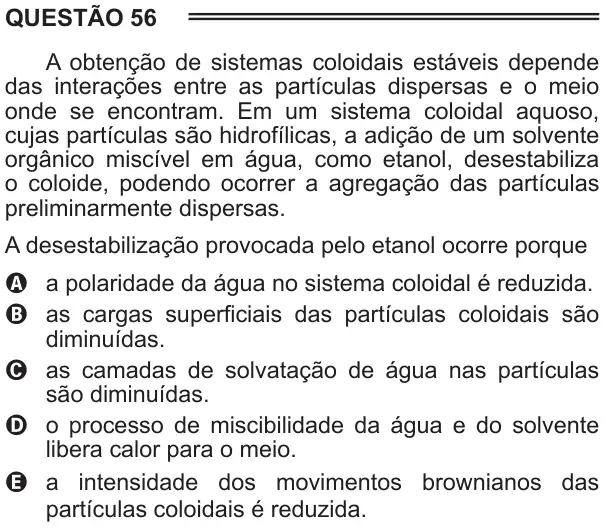 QUESTÃO 56
A obtenção de sistemas coloidais estáveis depende
das interações entre as partículas dispersas e o meio
onde se encontram. Em um sistema coloidal aquoso,
cujas partículas são hidrofílicas, a adição de um solvente
orgânico miscível em água, como etanol, desestabiliza
o coloide, podendo ocorrer a agregação das partículas
preliminarmente dispersas.
A desestabilização provocada pelo etanol ocorre porque
A a polaridade da água no sistema coloidal é reduzida.
B as cargas superficiais das partículas coloidais são
diminuídas.
C as camadas de solvatação de água nas partículas
são diminuídas.
D o processo de miscibilidade da água e do solvente
libera calor para o meio.
E a intensidade dos movimentos brownianos das
partículas coloidais é reduzida.